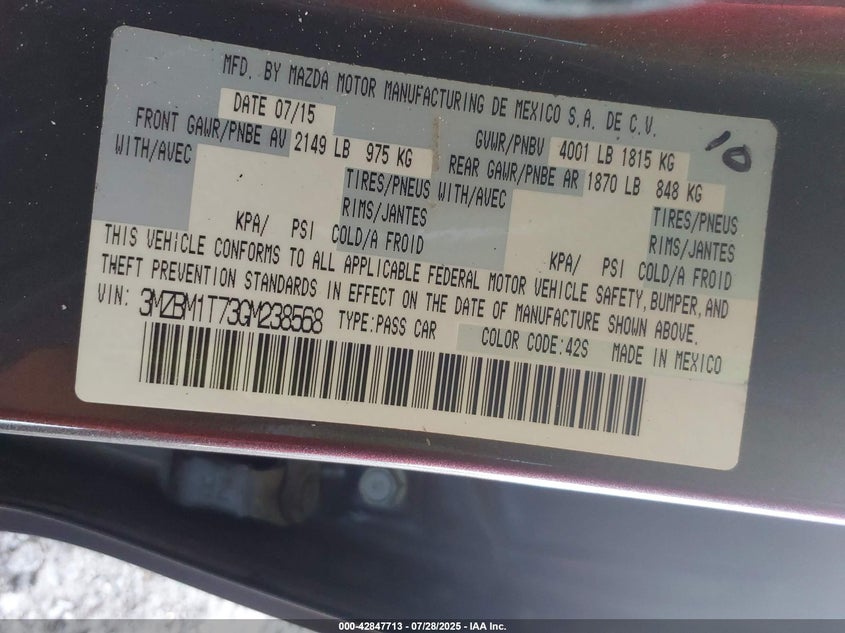 MFD. BY MAZDA MOTOR MANUFACTURING DE MEXICO S.A. DE C.V.
DATE 07/15
GVWR/PNBV 4001 LB 1815 KG
10
FRONT GAWR/PNBE AV 2149 LB 975 KG
REAR GAWR/PNBE AR 1870 LB 848 KG
WITH/AVEC
TIRES/PNEUS
WITH/AVEC
TIRES/PNEUS
RIMS/JANTES
RIMS/JANTES
KPA/ PSI COLD/A FROID
KPA/ PSI COLD/A FROID
THIS VEHICLE CONFORMS TO ALL APPLICABLE FEDERAL MOTOR VEHICLE SAFETY, BUMPER, AND
THEFT PREVENTION STANDARDS IN EFFECT ON THE DATE OF MANUFACTURE SHOWN ABOVE.
VIN: 3MZBM1T73GM238568 TYPE:PASS CAR COLOR CODE:42S MADE IN MEXICO
000-42847713 - 07/28/2025 - IAA Inc.